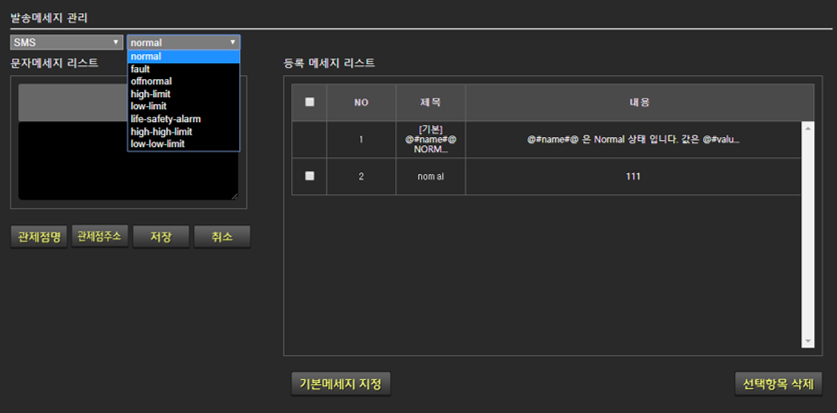 발송메세지 관리
SMS
normal
normal
fault
offnormal
high-limit
low-limit
life-safety-alarm
high-high-limit
low-low-limit
문자메세지 리스트
관제점명 관제점주소 저장 취소
등록 메세지 리스트
NO 제목 내용
1 [기본] @#name#@ 은 Normal 상태 입니다. 값은 @#valu...
@#name#@
NORM...
2 nomal 111
기본메세지 지정 선택항목 삭제